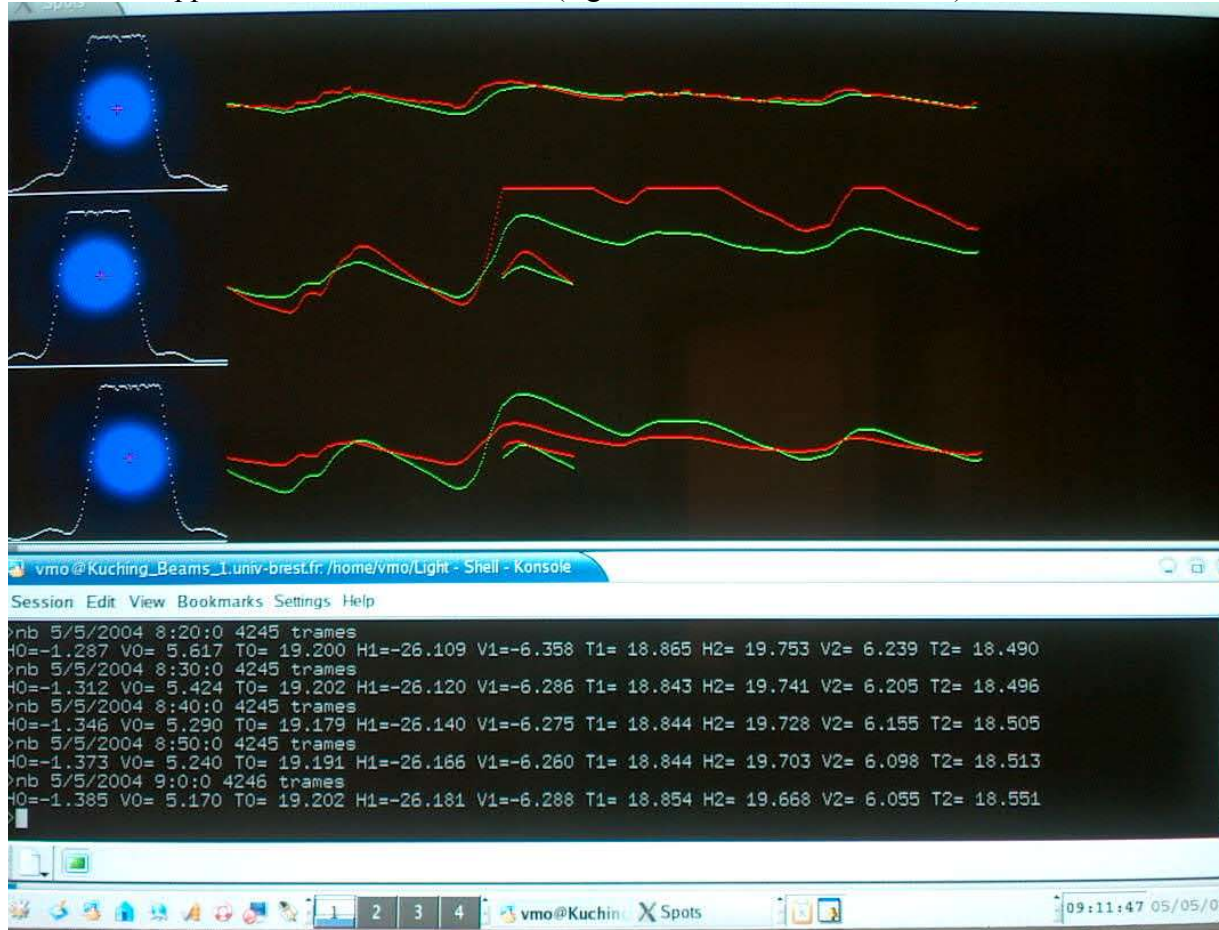 Spots
vmo@Kuching_Beams_1.univ-brest.fr: /home/vmo/Light - Shell - Konsole
Session Edit View Bookmarks Settings Help
>nb 5/5/2004 8:20:0 4245 trames
H0=-1.287 V0= 5.617 T0= 19.200 H1=-26.109 V1=-6.358 T1= 18.865 H2= 19.753 V2= 6.239 T2= 18.490
>nb 5/5/2004 8:30:0 4245 trames
H0=-1.312 V0= 5.424 T0= 19.202 H1=-26.120 V1=-6.286 T1= 18.843 H2= 19.741 V2= 6.205 T2= 18.496
>nb 5/5/2004 8:40:0 4245 trames
H0=-1.346 V0= 5.290 T0= 19.179 H1=-26.140 V1=-6.275 T1= 18.844 H2= 19.728 V2= 6.155 T2= 18.505
>nb 5/5/2004 8:50:0 4245 trames
H0=-1.373 V0= 5.240 T0= 19.191 H1=-26.166 V1=-6.260 T1= 18.844 H2= 19.703 V2= 6.098 T2= 18.513
>nb 5/5/2004 9:0:0 4246 trames
H0=-1.385 V0= 5.170 T0= 19.202 H1=-26.181 V1=-6.288 T1= 18.854 H2= 19.668 V2= 6.055 T2= 18.551
>
1 2 3 4 vmo@Kuchin Spots 09:11:47 05/05/0